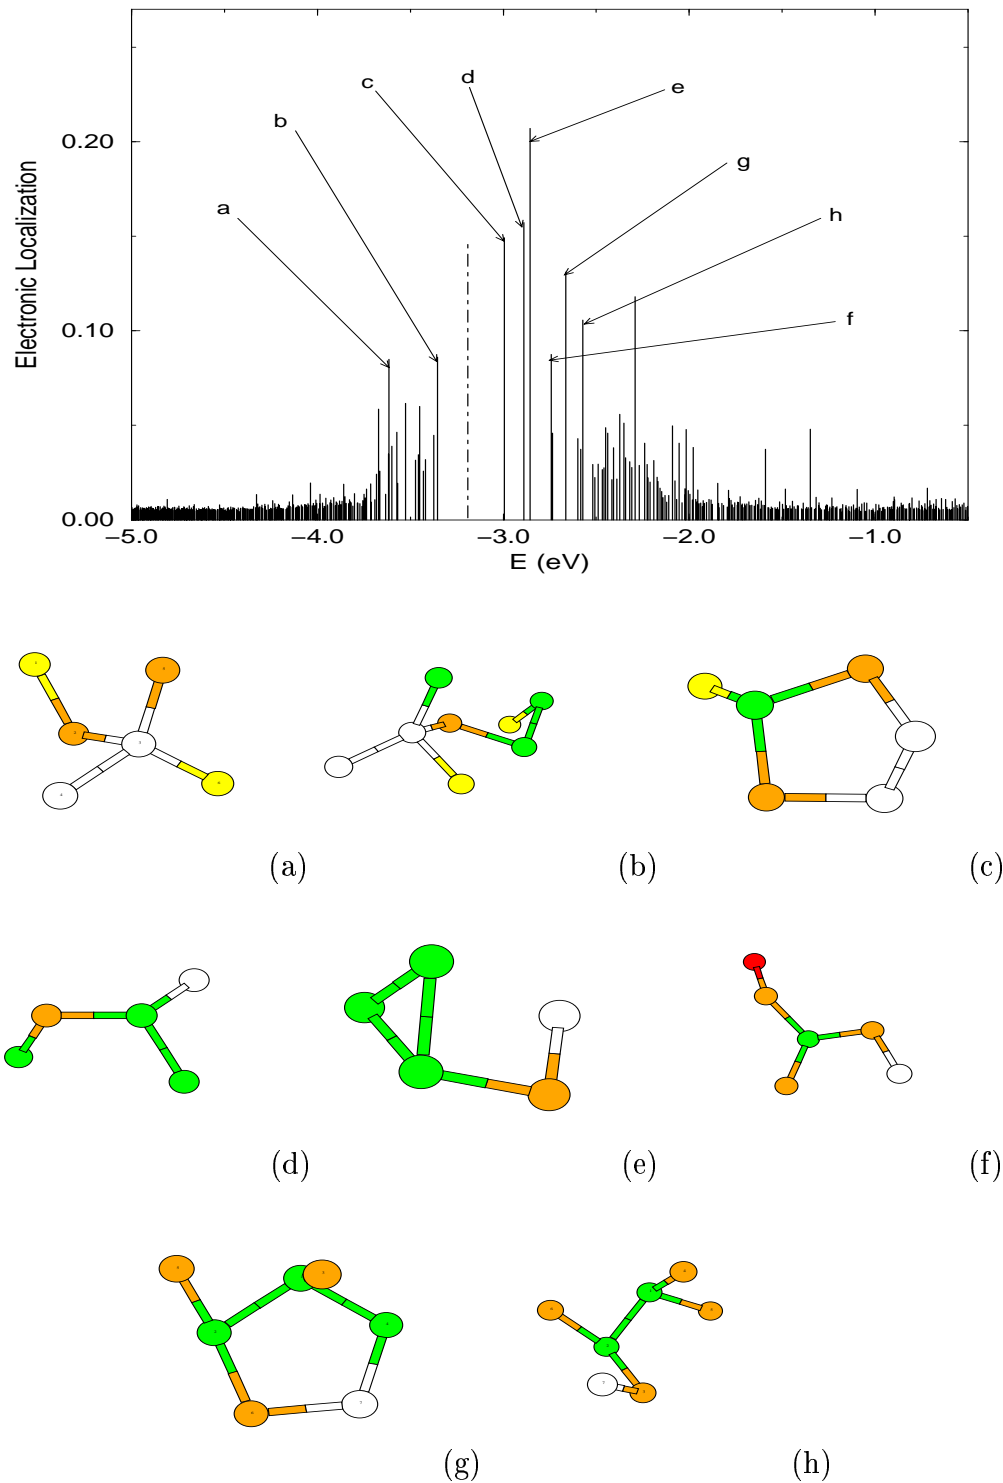 d
c
e
b
0.20
g
a
h
Electronic Localization
0.10
f
0.00
−5.0 −4.0 −3.0 −2.0 −1.0
E (eV)
(a) (b) (c)
(d) (e) (f)
(g) (h)